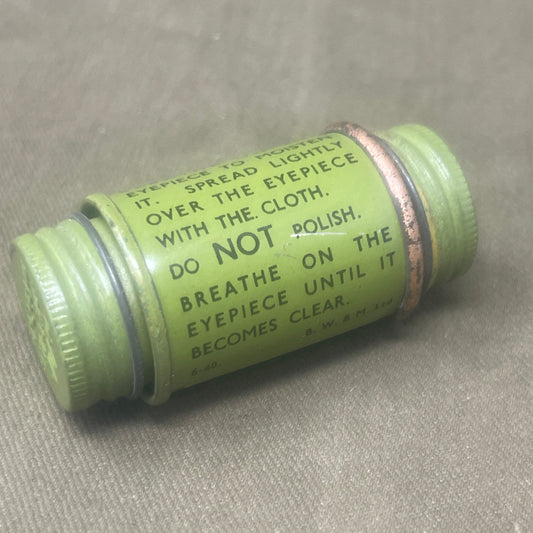 EYEPIECE TO MOISTEN
IT. SPREAD LIGHTLY
OVER THE EYEPIECE
WITH THE. CLOTH.
DO NOT POLISH.
BREATHE ON THE
EYEPIECE UNTIL IT
BECOMES CLEAR.
6-40. B. W. & M. Ltd